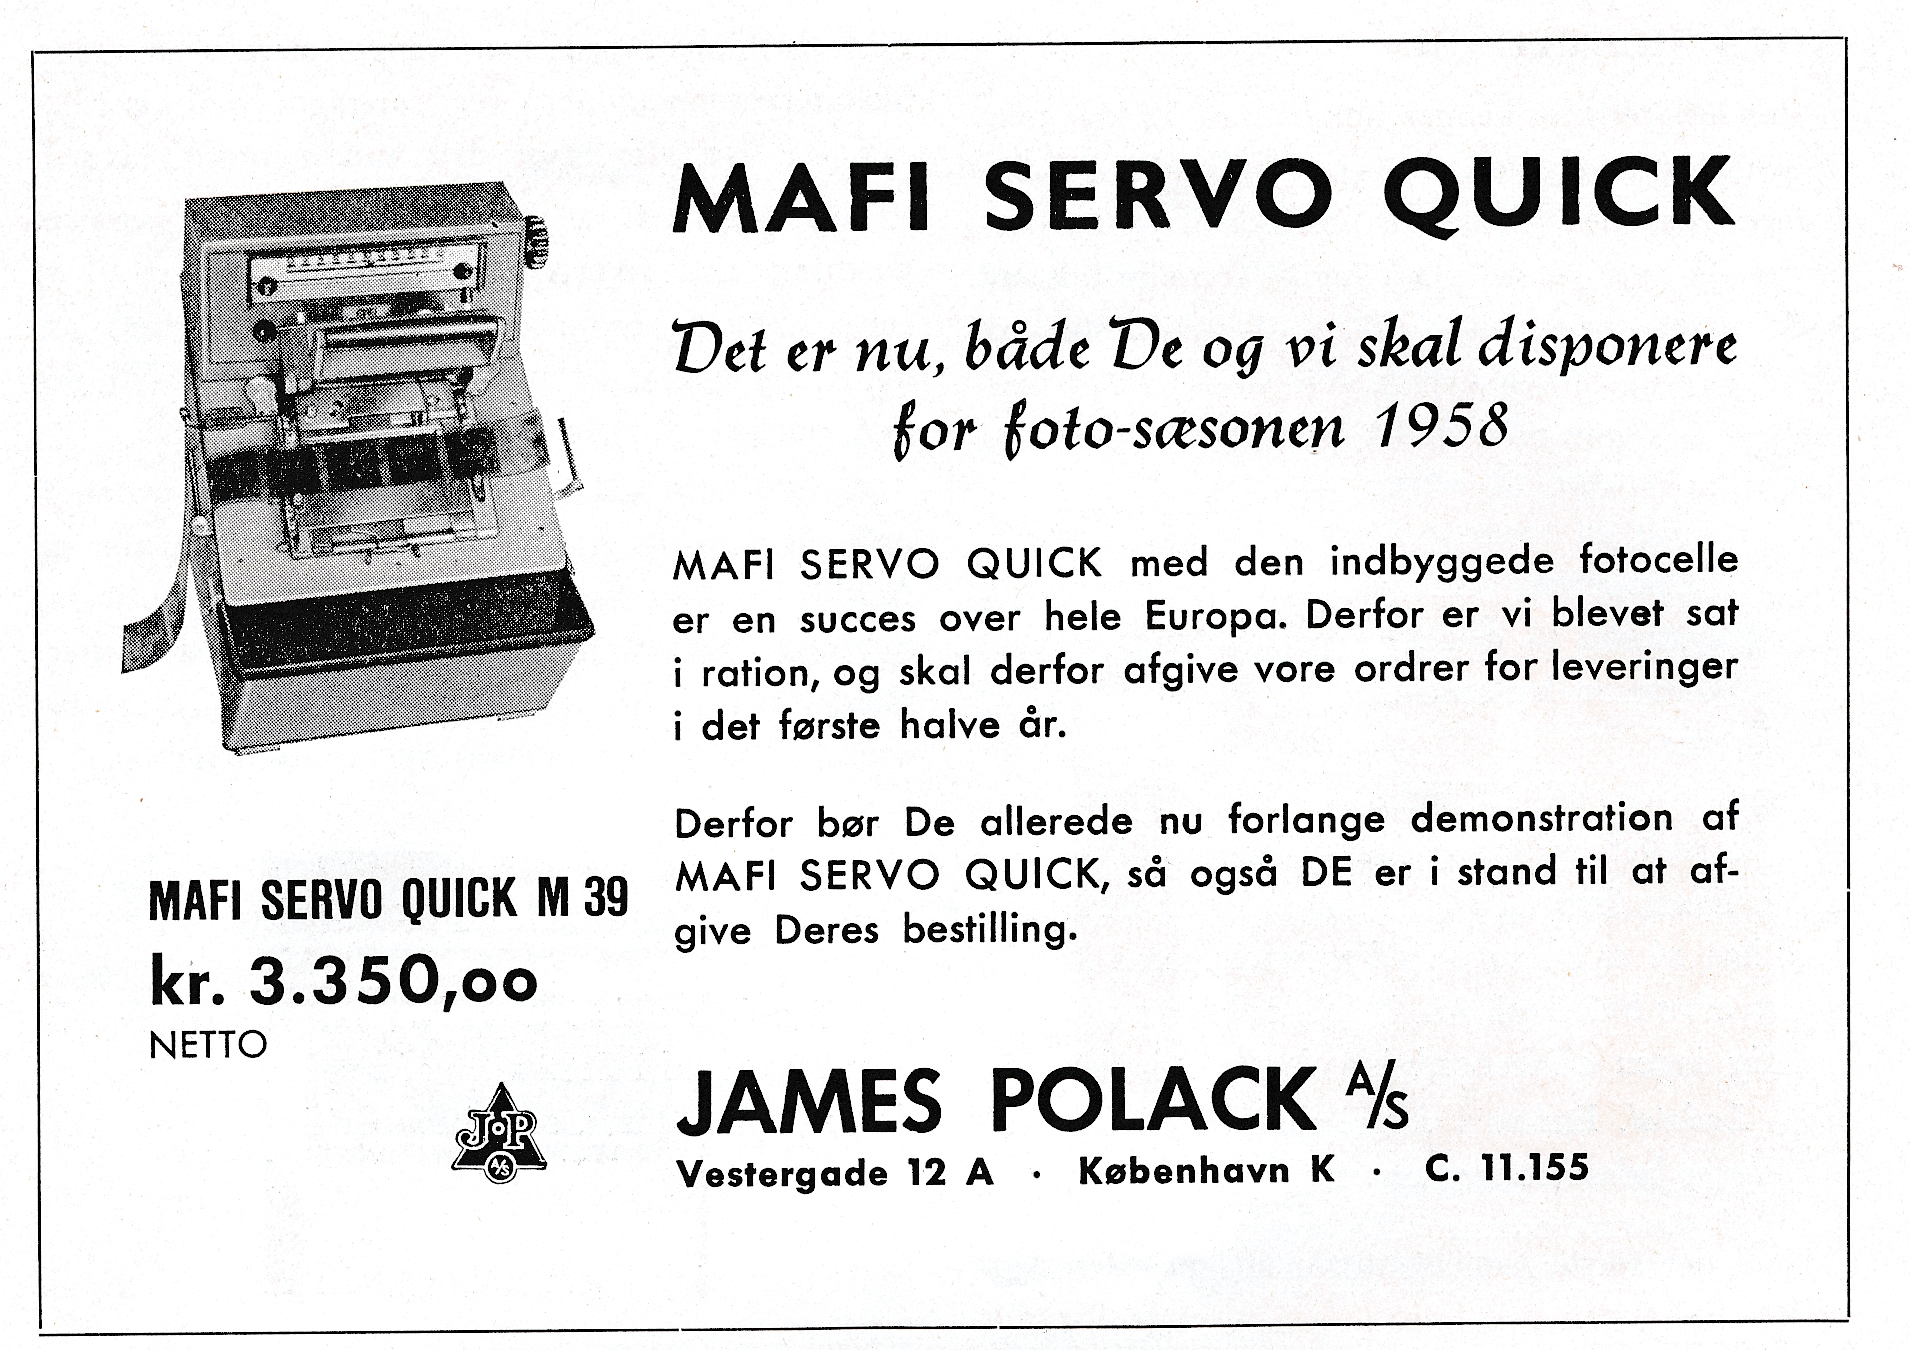 MAFI SERVO QUICK
Det er nu, både De og vi skal disponere
for foto-sæsonen 1958
MAFI SERVO QUICK med den indbyggede fotocelle
er en succes over hele Europa. Derfor er vi blevet sat
i ration, og skal derfor afgive vore ordrer for leveringer
i det første halve år.
Derfor bør De allerede nu forlange demonstration af
MAFI SERVO QUICK, så også DE er i stand til at af-
give Deres bestilling.
MAFI SERVO QUICK M 39
kr. 3.350,00
NETTO
J P
A/S
JAMES POLACK A/S
Vestergade 12 A · København K · C. 11.155